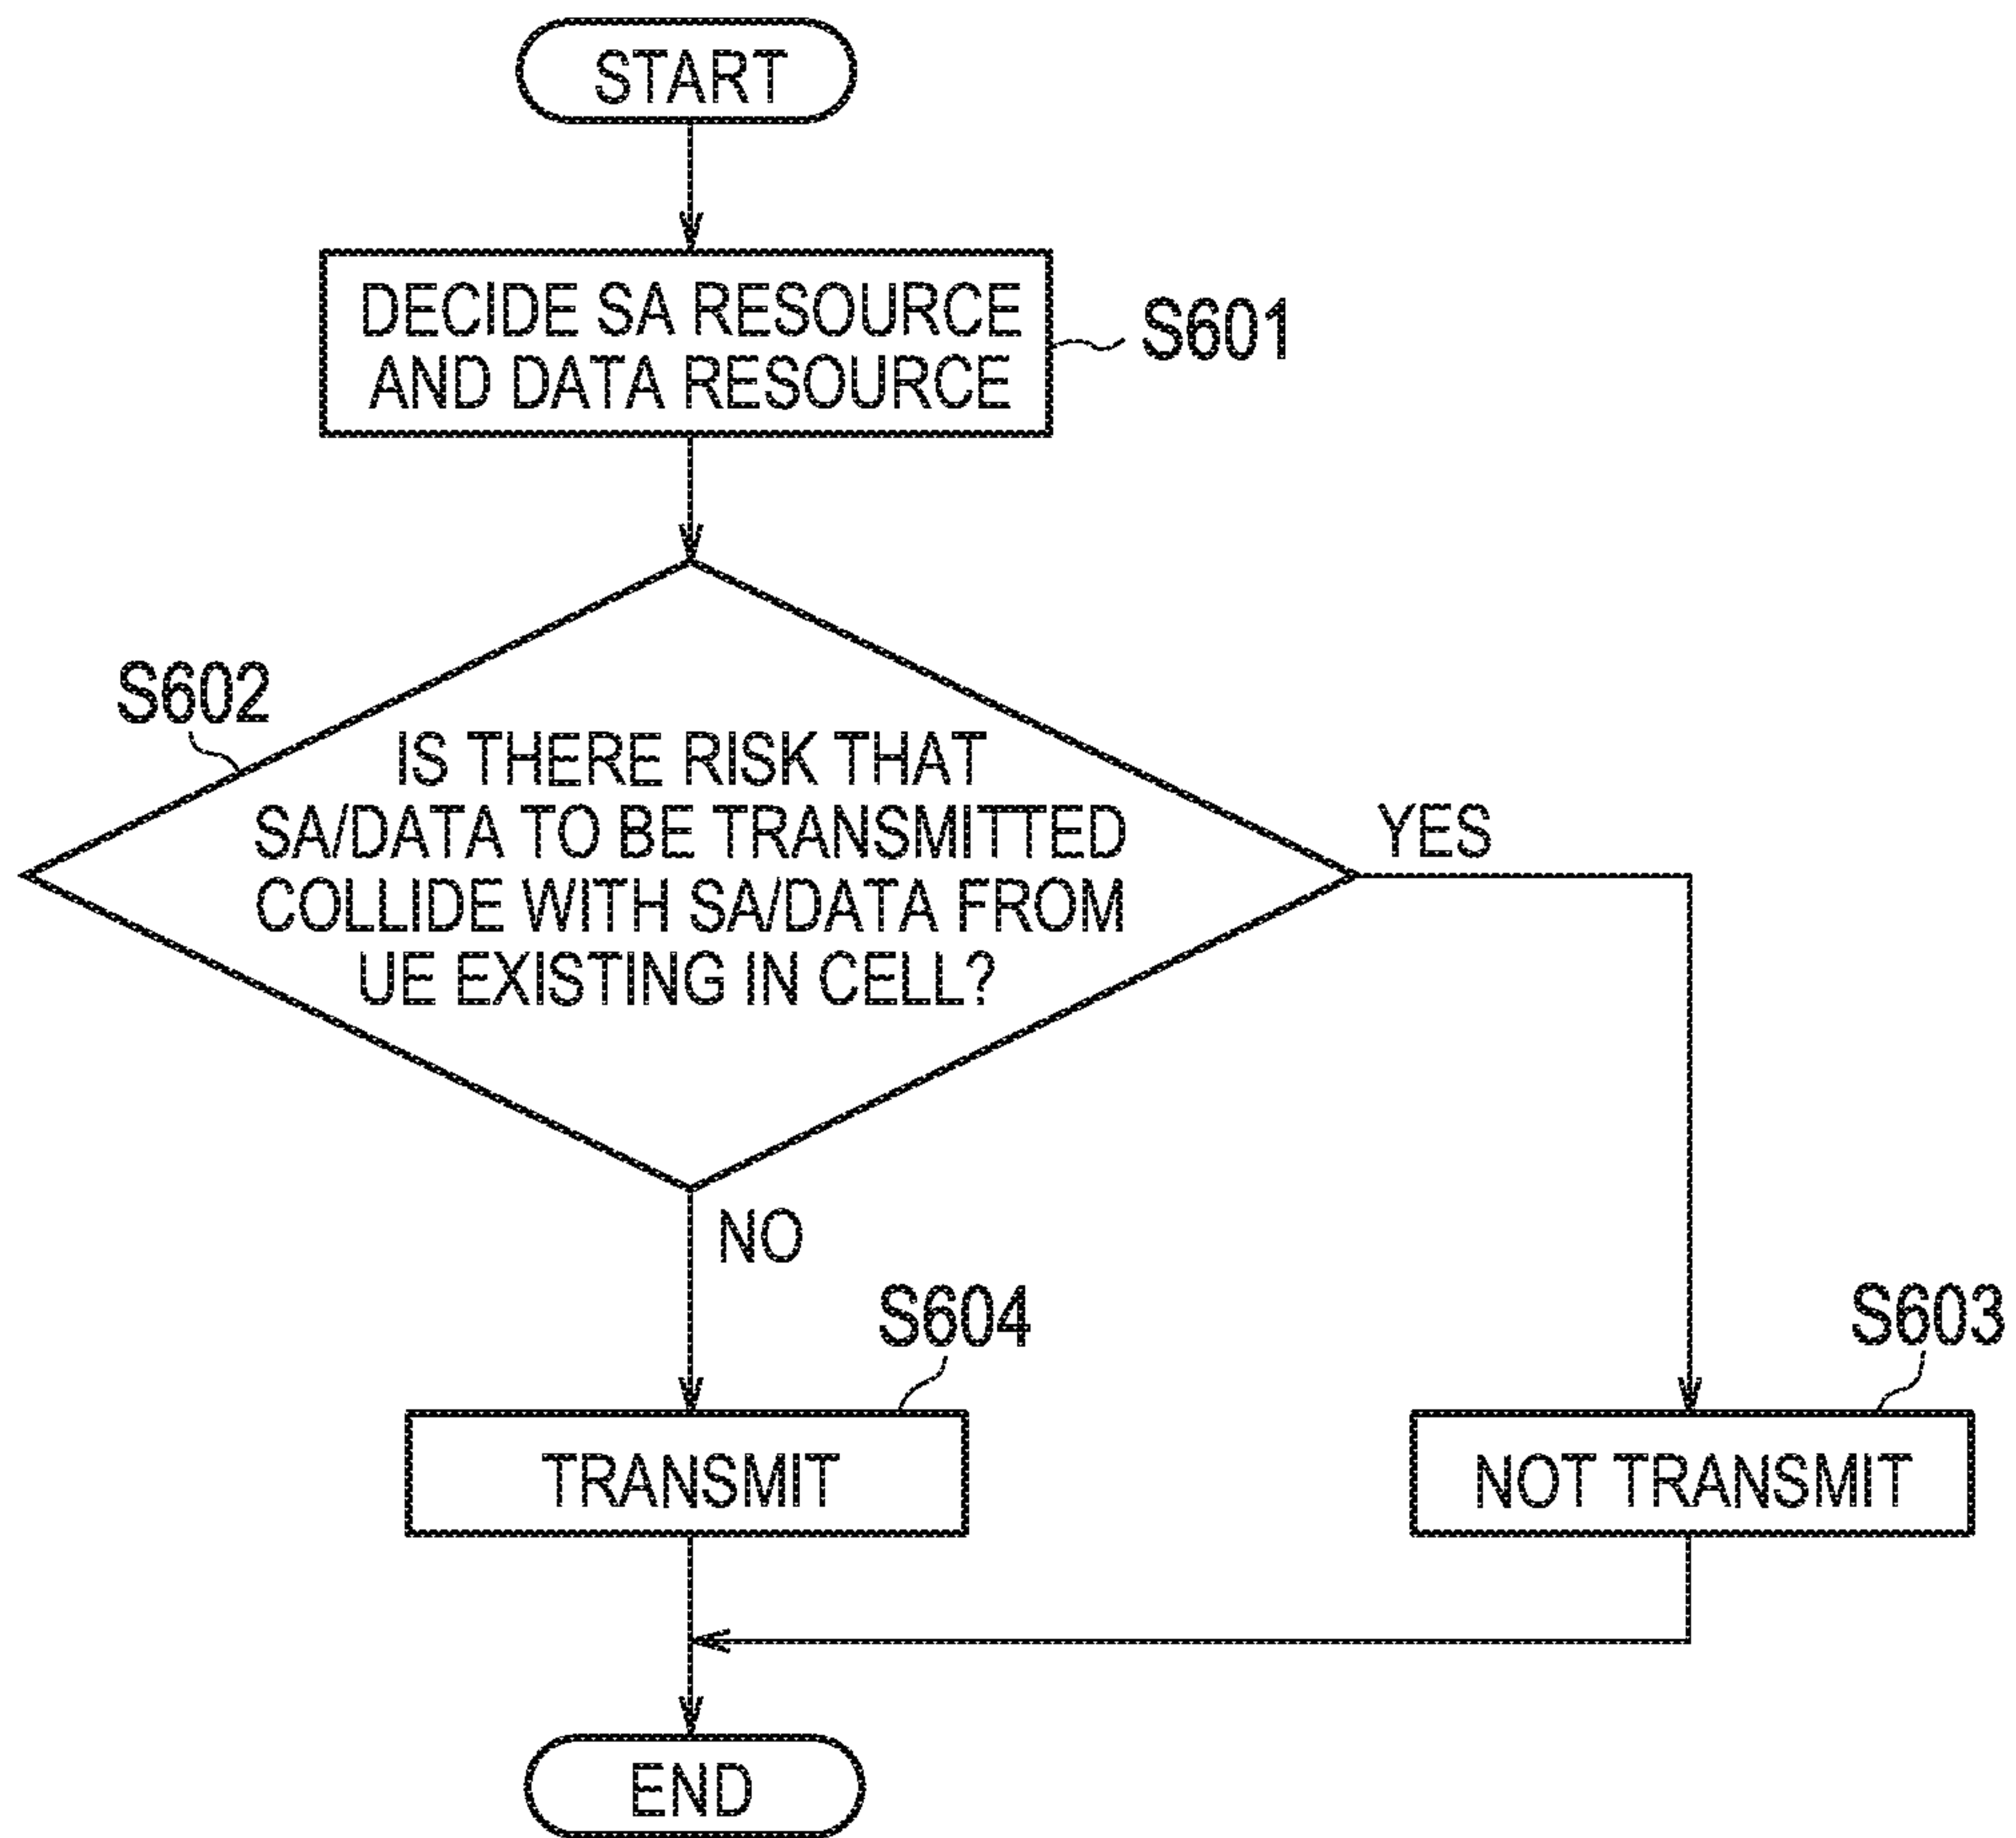 START
DECIDE SA RESOURCE
AND DATA RESOURCE
S601
S602
IS THERE RISK THAT
SA/DATA TO BE TRANSMITTED
COLLIDE WITH SA/DATA FROM
UE EXISTING IN CELL?
YES
NO
S604
TRANSMIT
S603
NOT TRANSMIT
END